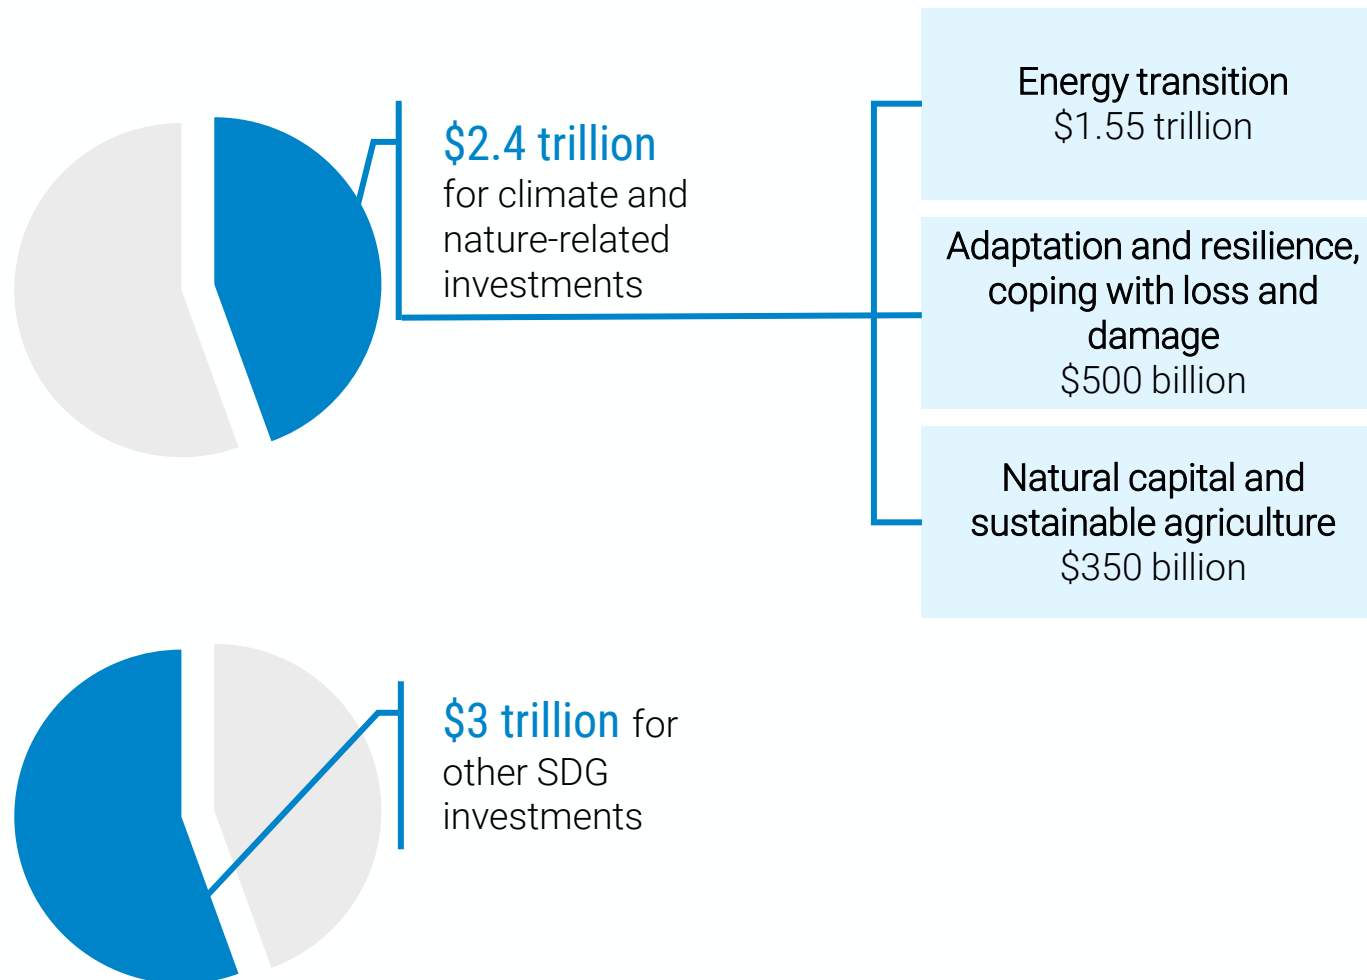 $2.4 trillion
for climate and
nature-related
investments
Energy transition
$1.55 trillion
Adaptation and resilience,
coping with loss and
damage
$500 billion
Natural capital and
sustainable agriculture
$350 billion
$3 trillion for
other SDG
investments